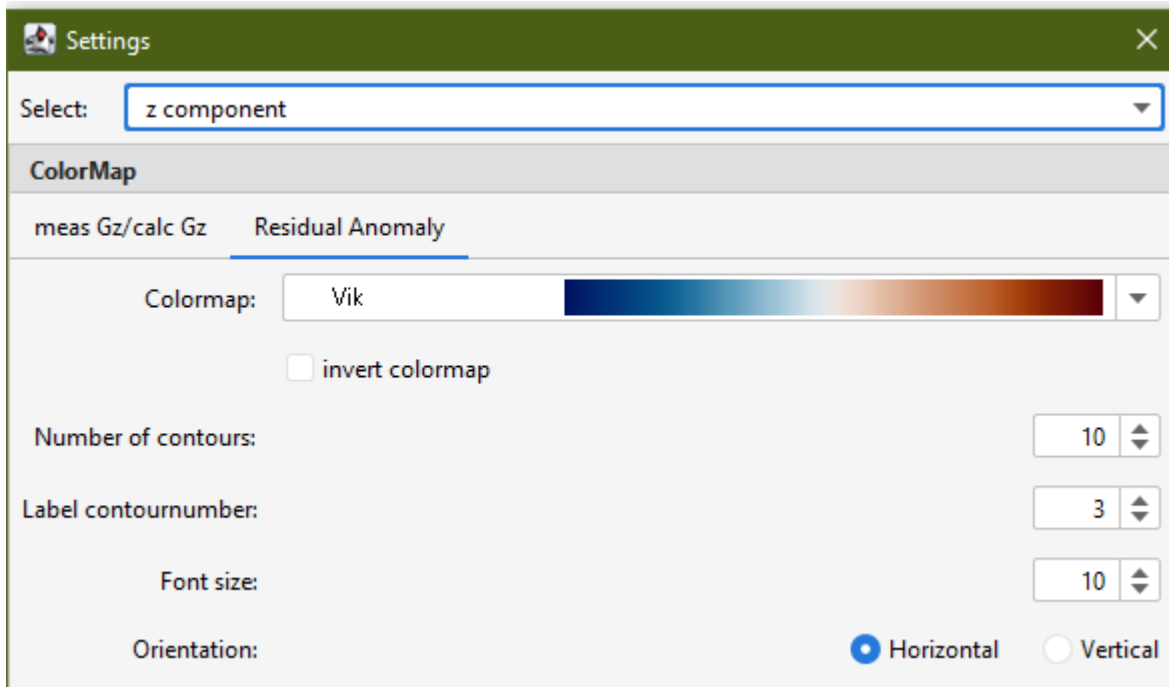 Settings
Select: z component
ColorMap
meas Gz/calc Gz Residual Anomaly
Colormap: Vik
invert colormap
Number of contours: 10
Label contournumber: 3
Font size: 10
Orientation: Horizontal Vertical